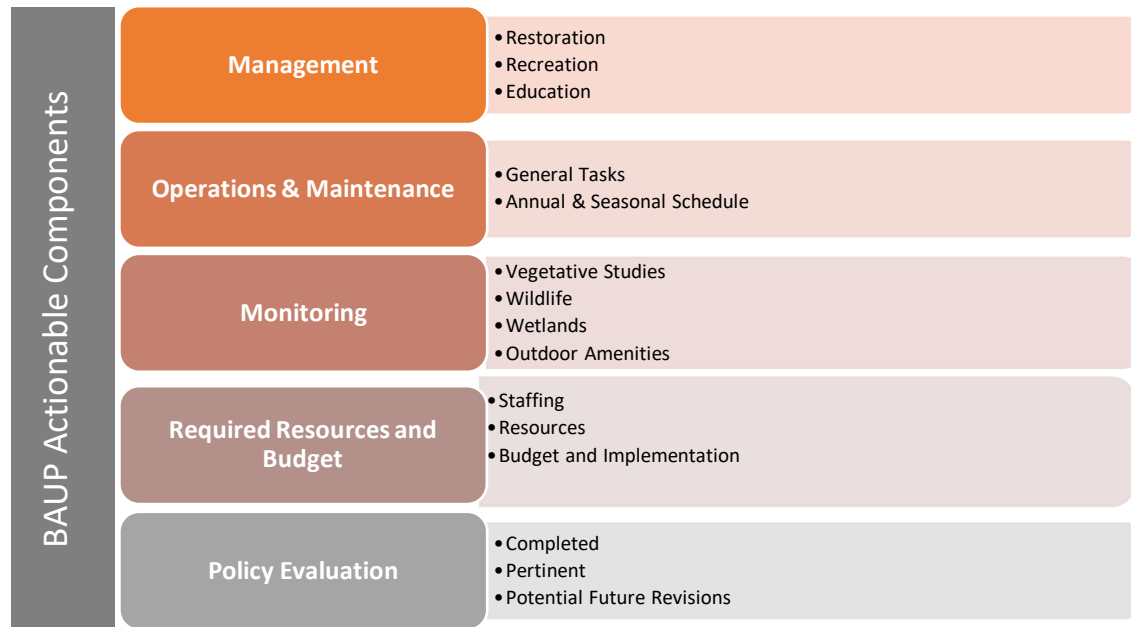 BAUP Actionable Components
Management
•Restoration
•Recreation
•Education
Operations & Maintenance
•General Tasks
•Annual & Seasonal Schedule
Monitoring
•Vegetative Studies
•Wildlife
•Wetlands
•Outdoor Amenities
Required Resources and
Budget
•Staffing
•Resources
•Budget and Implementation
Policy Evaluation
•Completed
•Pertinent
•Potential Future Revisions